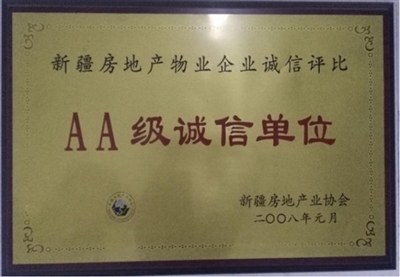 新疆房地产物业企业诚信评比
AA级诚信单位
新疆房地产业协会
二〇〇八年元月